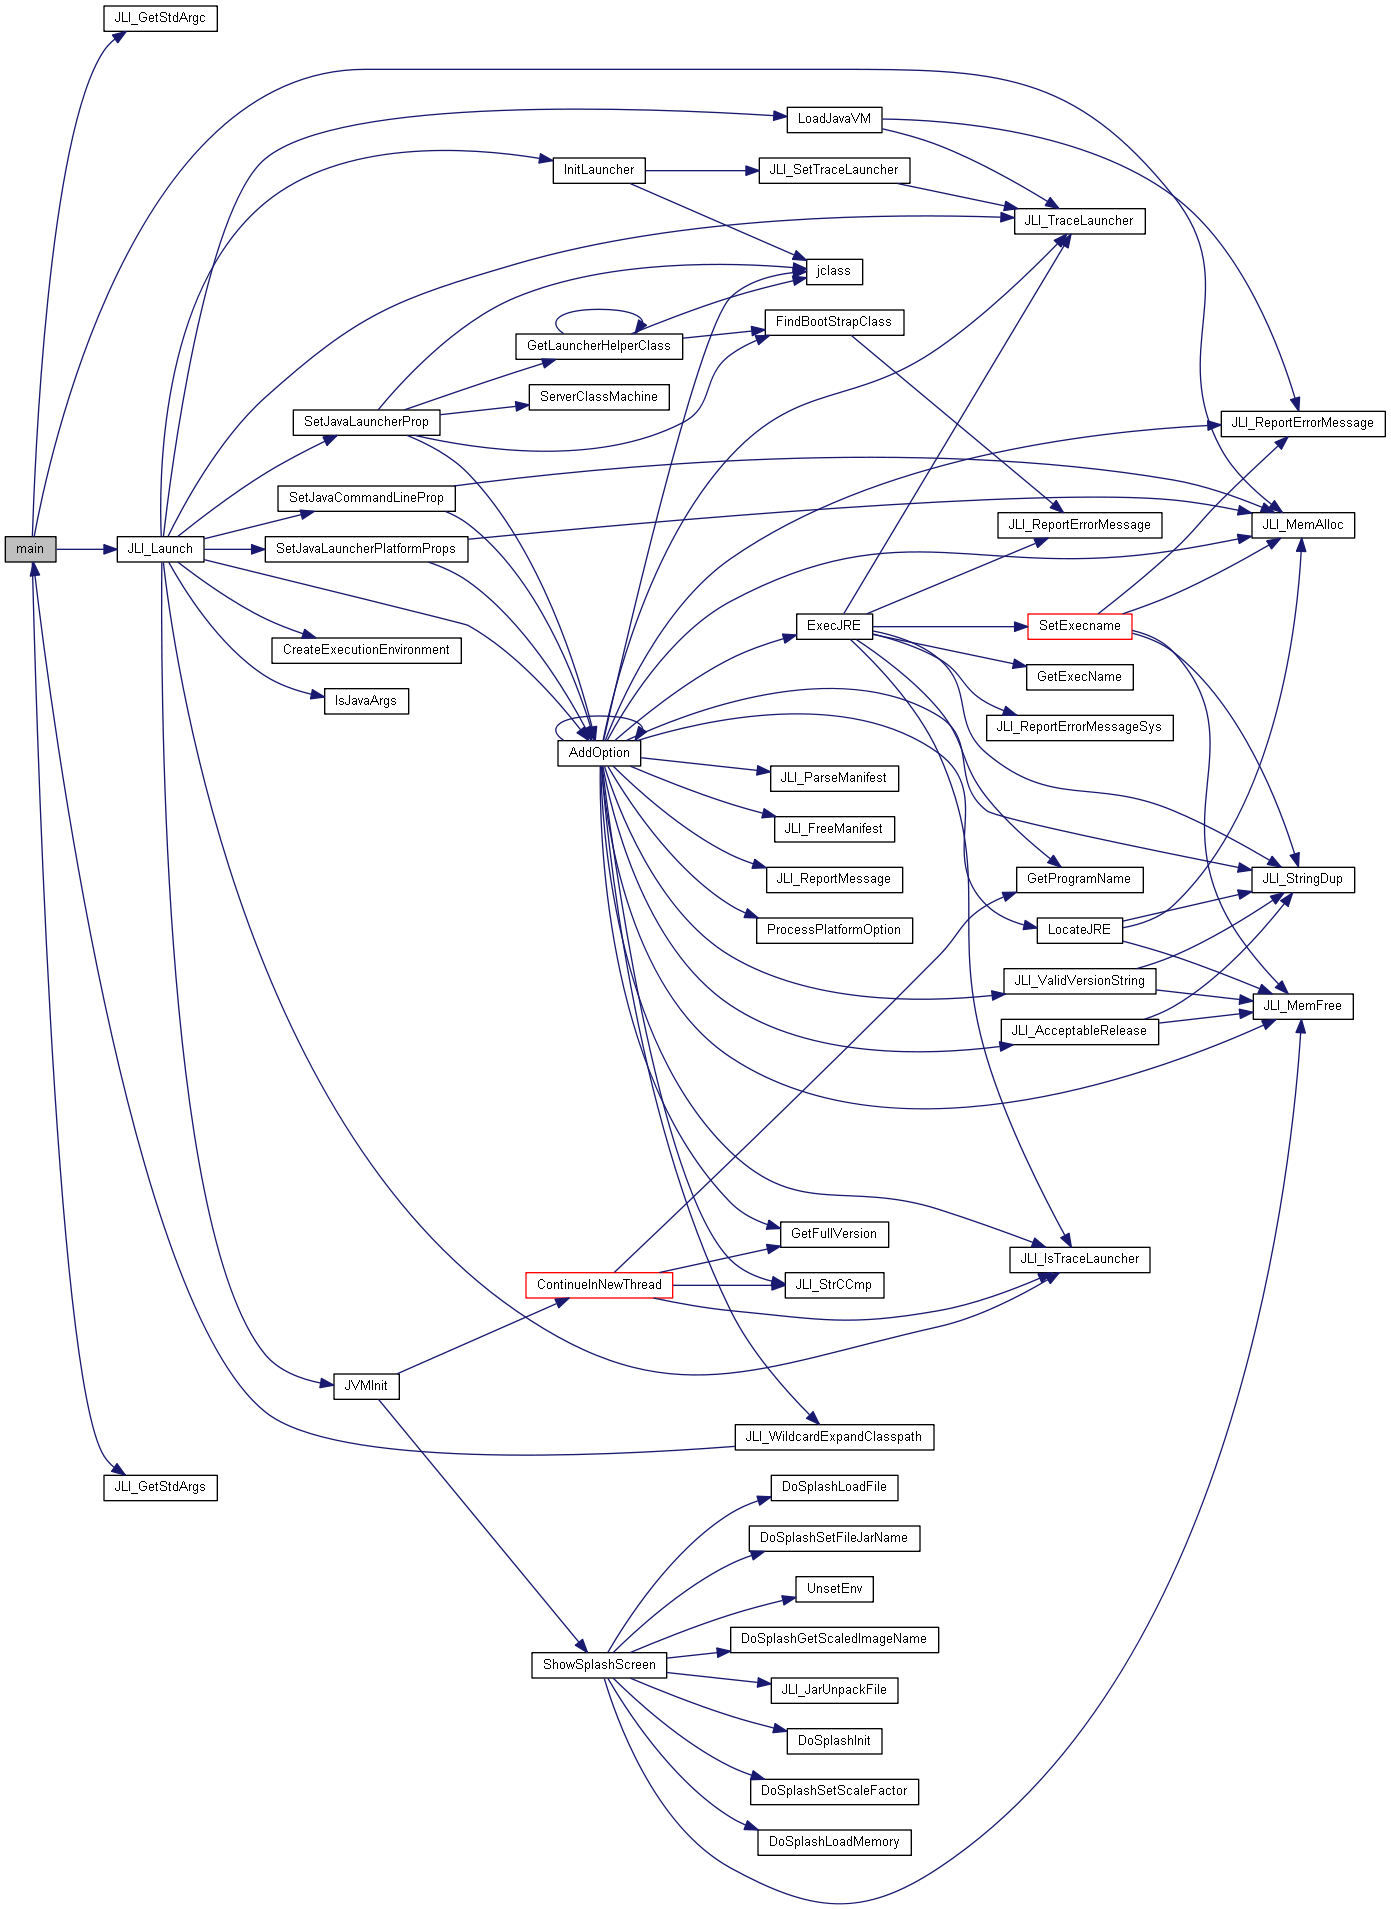 JLI_GetStdArgc
LoadJavaVM
InitLauncher
JLI_SetTraceLauncher
JLI_TraceLauncher
jclass
FindBootStrapClass
GetLauncherHelperClass
ServerClassMachine
SetJavaLauncherProp
JLI_ReportErrorMessage
SetJavaCommandLineProp
JLI_ReportErrorMessage
JLI_MemAlloc
main
JLI_Launch
SetJavaLauncherPlatformProps
ExecJRE
SetExecname
CreateExecutionEnvironment
GetExecName
IsJavaArgs
JLI_ReportErrorMessageSys
AddOption
JLI_ParseManifest
JLI_FreeManifest
JLI_ReportMessage
GetProgramName
JLI_StringDup
ProcessPlatformOption
LocateJRE
JLI_ValidVersionString
JLI_MemFree
JLI_AcceptableRelease
GetFullVersion
JLI_IsTraceLauncher
ContinueInNewThread
JLI_StrCCmp
JVMInit
JLI_WildcardExpandClasspath
JLI_GetStdArgs
DoSplashLoadFile
DoSplashSetFileJarName
UnsetEnv
DoSplashGetScaledImageName
ShowSplashScreen
JLI_JarUnpackFile
DoSplashInit
DoSplashSetScaleFactor
DoSplashLoadMemory